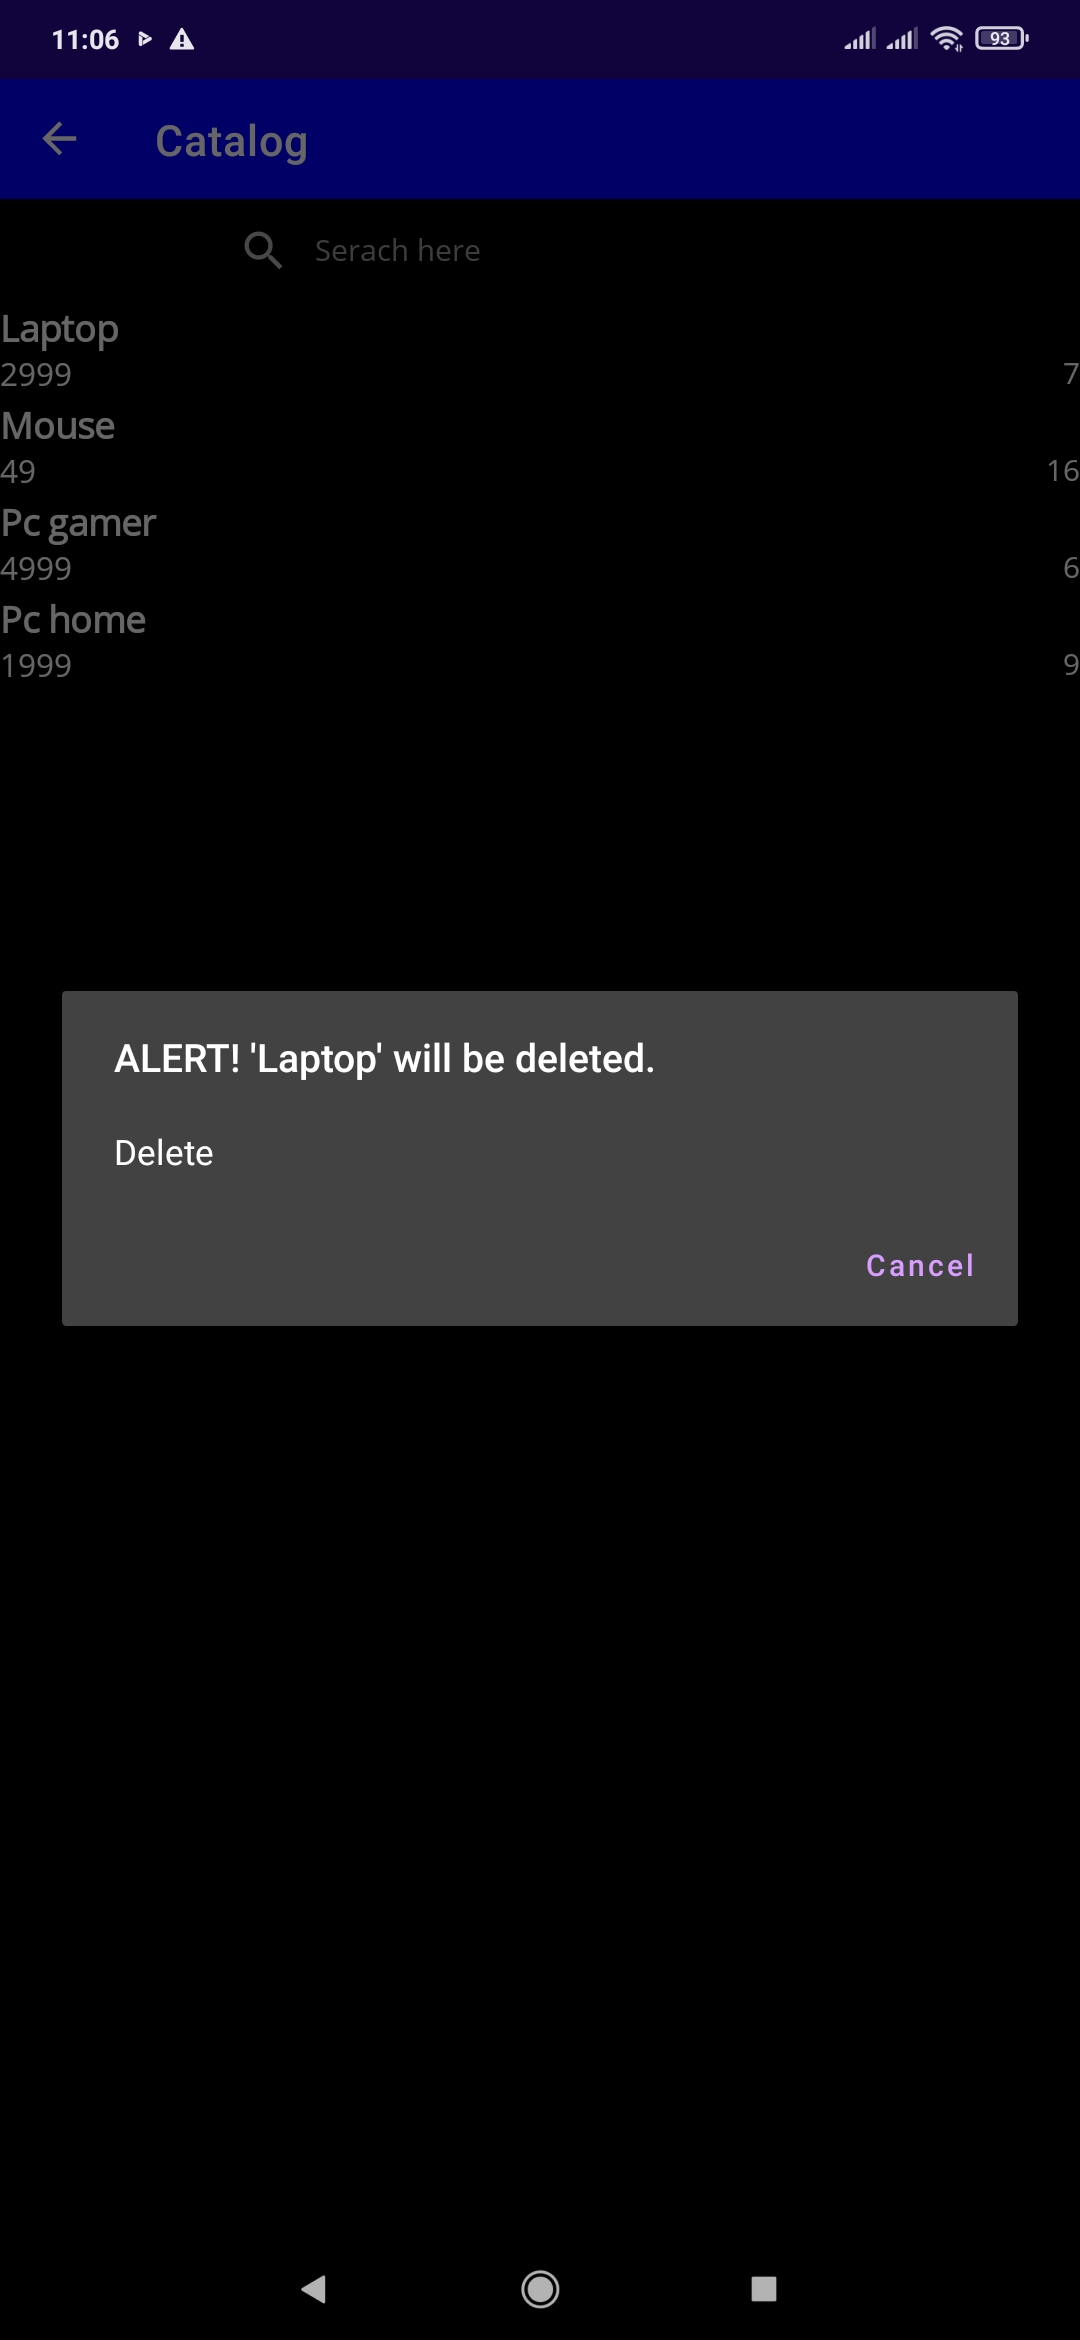 11:06 93
Catalog
Serach here
Laptop
2999 7
Mouse
49 16
Pc gamer
4999 6
Pc home
1999 9
ALERT! 'Laptop' will be deleted.
Delete
Cancel